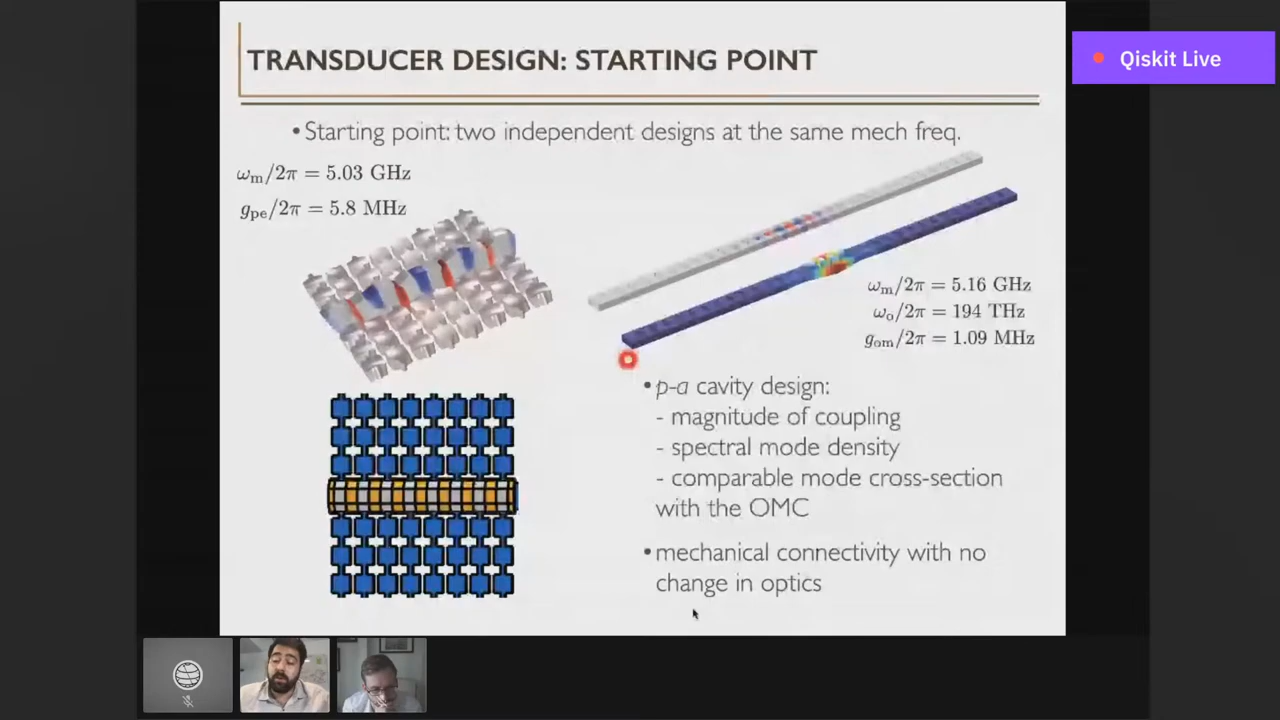 TRANSDUCER DESIGN: STARTING POINT
Qiskit Live
•Starting point: two independent designs at the same mech freq.
ωm/2π = 5.03 GHz
gpe/2π = 5.8 MHz
ωm/2π = 5.16 GHz
ωo/2π = 194 THz
gom/2π = 1.09 MHz
•p-a cavity design:
- magnitude of coupling
- spectral mode density
- comparable mode cross-section
with the OMC
•mechanical connectivity with no
change in optics